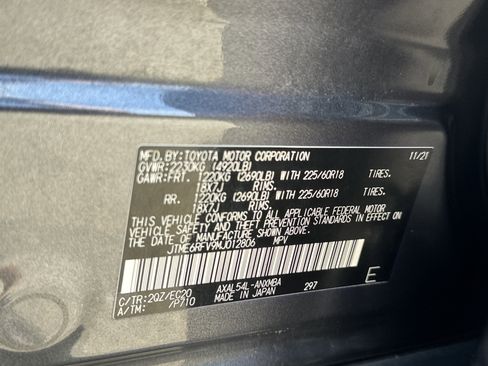 MFD.BY:TOYOTA MOTOR CORPORATION 11/21
GVWR:2230KG (4920LB)
GAWR:FRT. 1220KG (2690LB) WITH 225/60R18 TIRES.
18X7J RIMS.
RR. 1220KG (2690LB) WITH 225/60R18 TIRES.
18X7J RIMS.
THIS VEHICLE CONFORMS TO ALL APPLICABLE FEDERAL MOTOR
VEHICLE SAFETY AND THEFT PREVENTION STANDARDS IN EFFECT ON
THE DATE OF MANUFACTURE SHOWN ABOVE.
JTME6RFV9MJ012806 MPV
C/TR:2QZ/EC20 AXAL54L-ANXMBA
A/TM: /P710 MADE IN JAPAN 297 E